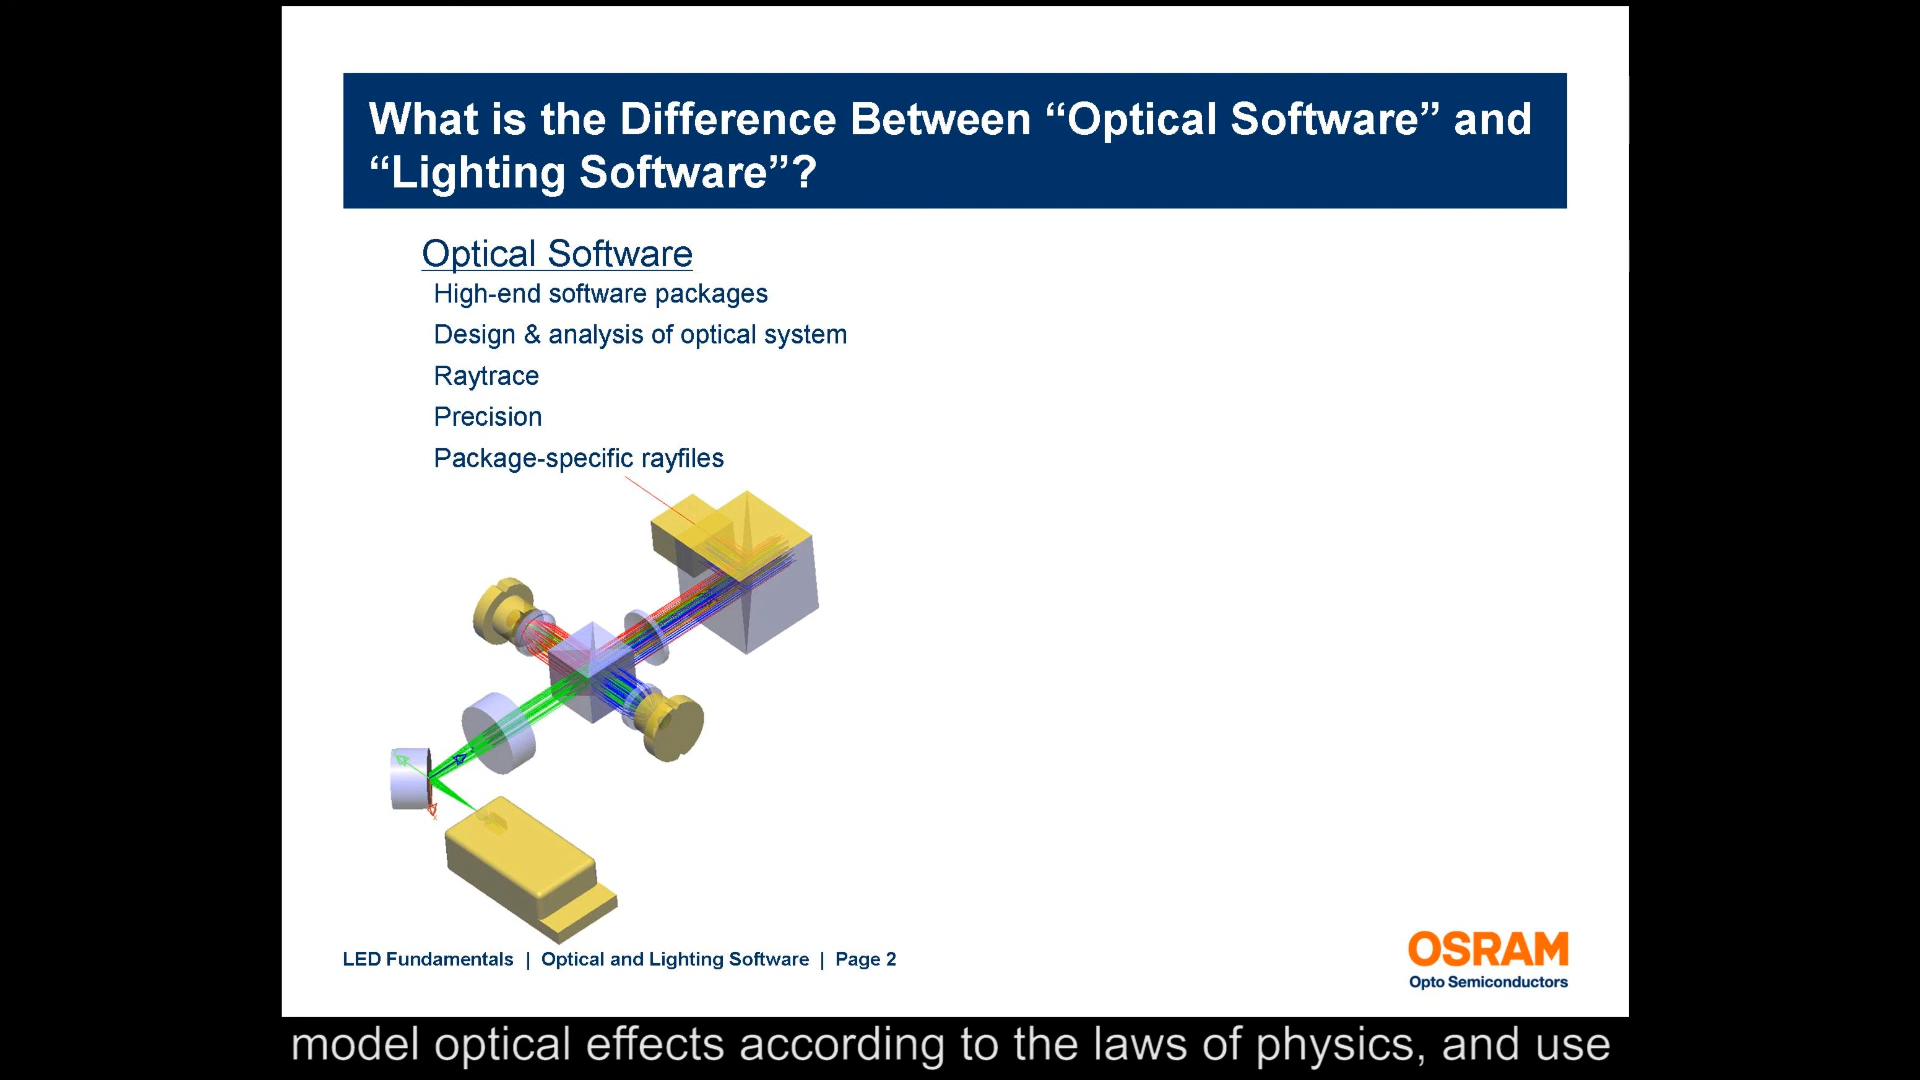 What is the Difference Between “Optical Software” and
“Lighting Software”?
Optical Software
High-end software packages
Design & analysis of optical system
Raytrace
Precision
Package-specific rayfiles
LED Fundamentals | Optical and Lighting Software | Page 2
OSRAM
Opto Semiconductors
model optical effects according to the laws of physics, and use